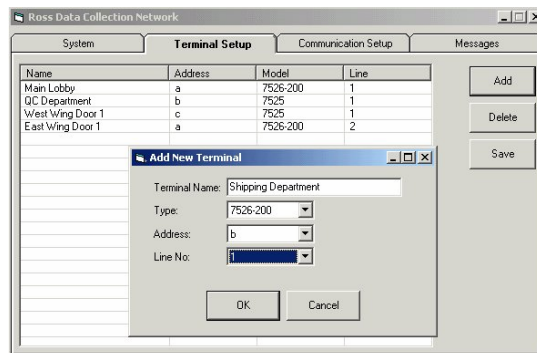 Ross Data Collection Network
System Terminal Setup Communication Setup Messages
Name Address Model Line
Main Lobby a 7526-200 1
QC Department b 7525 1
West Wing Door 1 c 7525 1
East Wing Door 1 a 7526-200 2
Add
Delete
Save
Add New Terminal
Terminal Name: Shipping Department
Type: 7526-200
Address: b
Line No: 1
OK Cancel